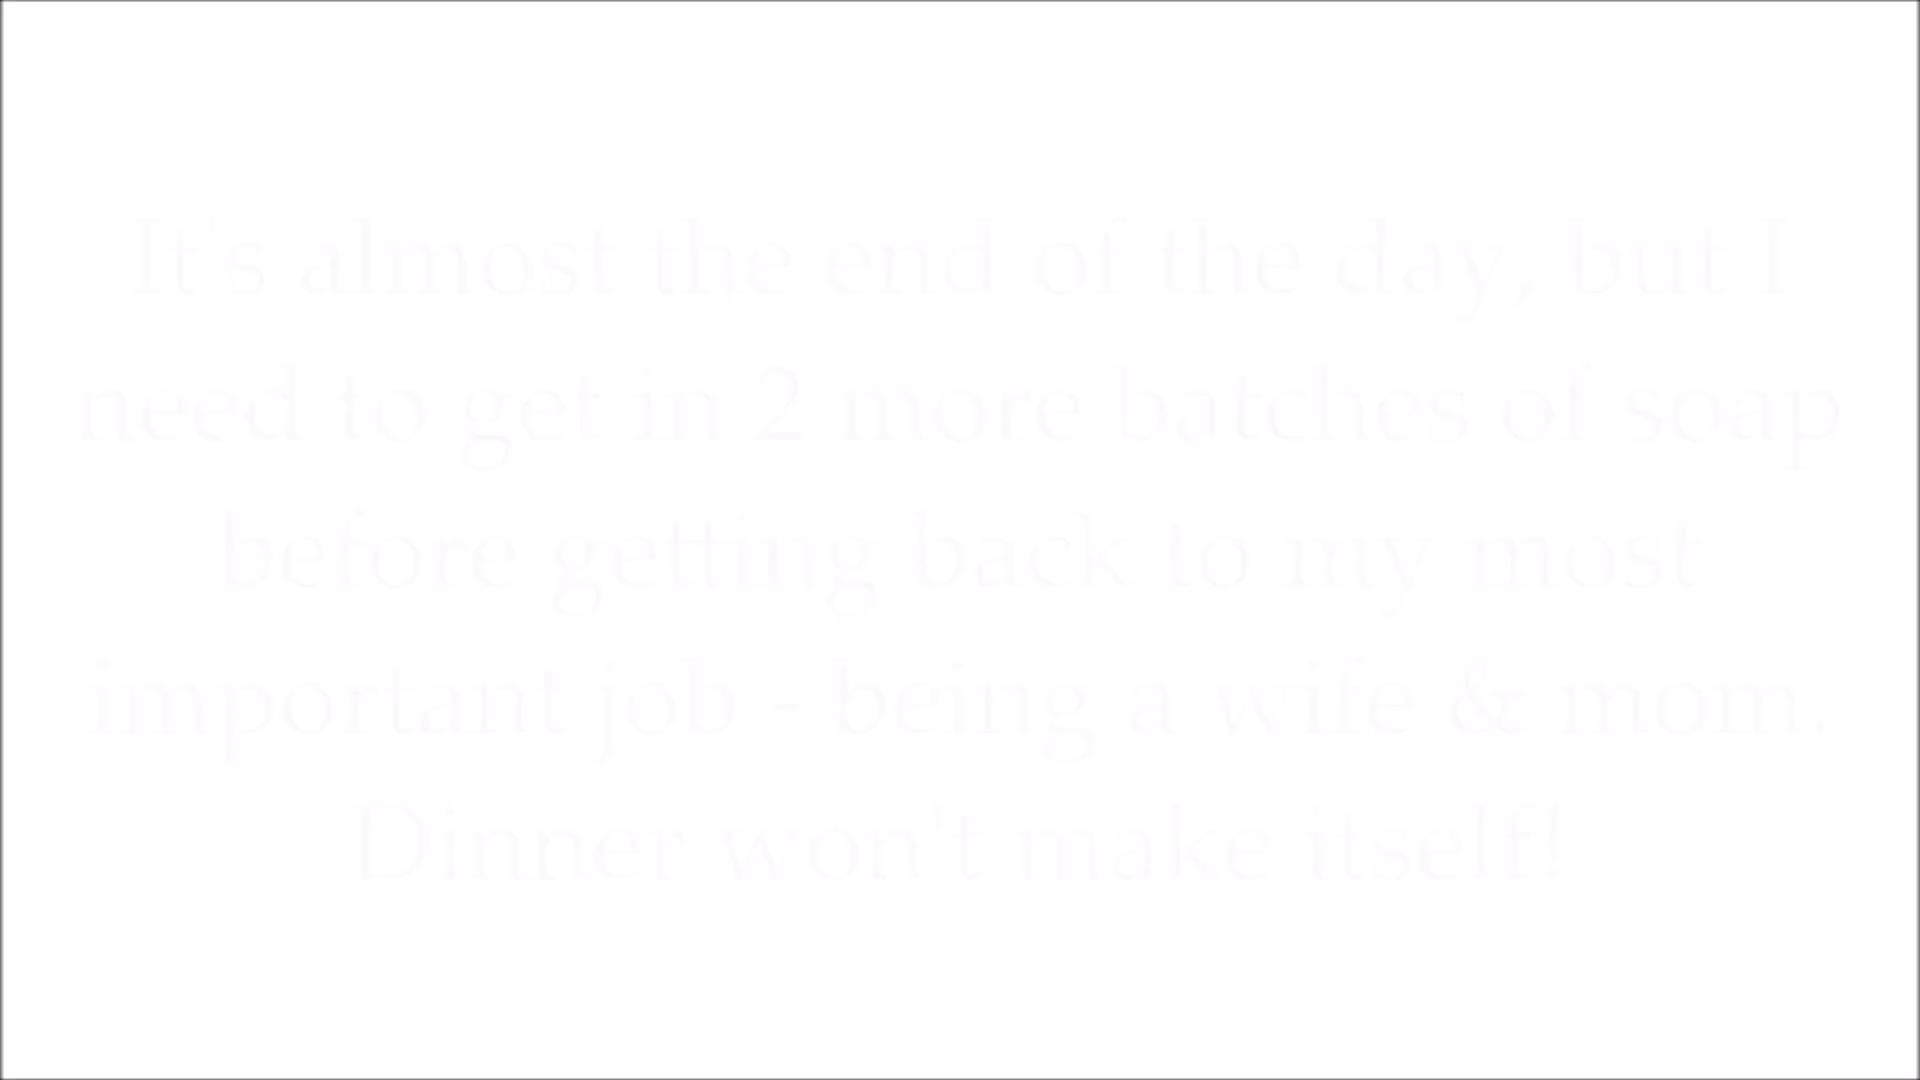 It's almost the end of the day, but I
need to get in 2 more batches of soap
before getting back to my most
important job - being a wife & mom.
Dinner won't make itself!